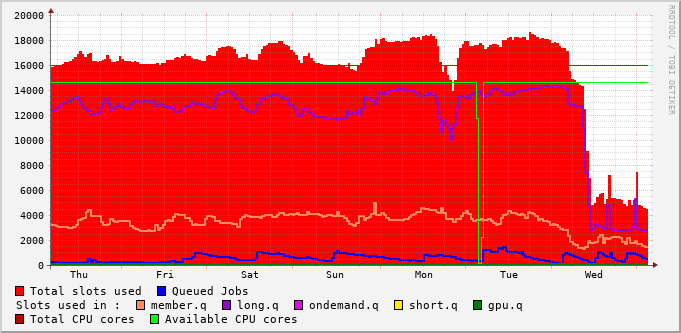 20000
18000
16000
14000
12000
10000
8000
6000
4000
2000
0
Thu Fri Sat Sun Mon Tue Wed
RRDTOOL / TOBI OETIKER
Total slots used Queued Jobs
Slots used in : member.q long.q ondemand.q short.q gpu.q
Total CPU cores Available CPU cores